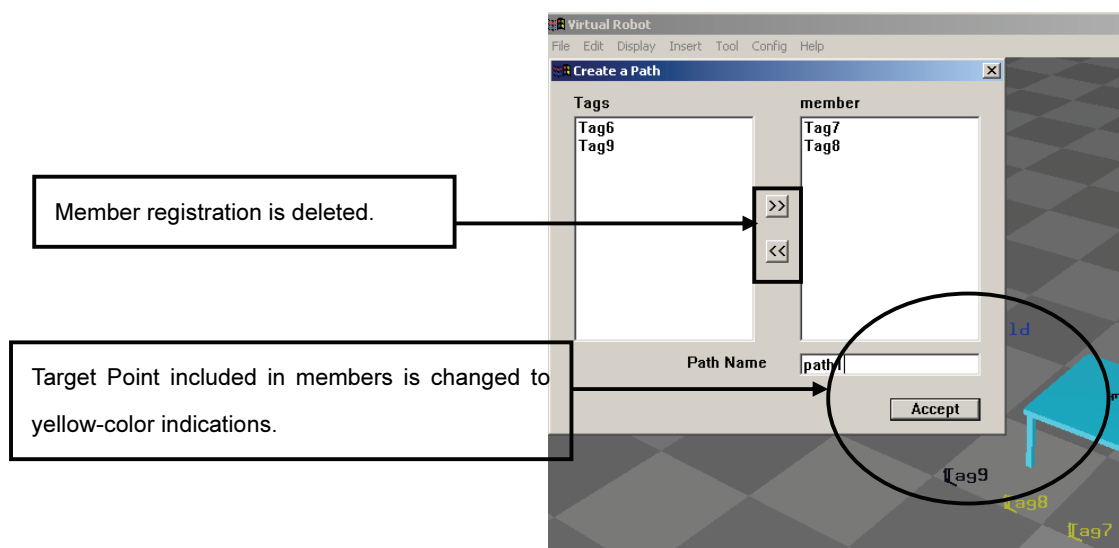 Virtual Robot
File Edit Display Insert Tool Config Help
Create a Path
Tags
member
Tag6
Tag9
Tag7
Tag8
>>
<<
Member registration is deleted.
Target Point included in members is changed to
yellow-color indications.
Path Name
path1
Accept
ld
Tag9
Tag8
Tag7